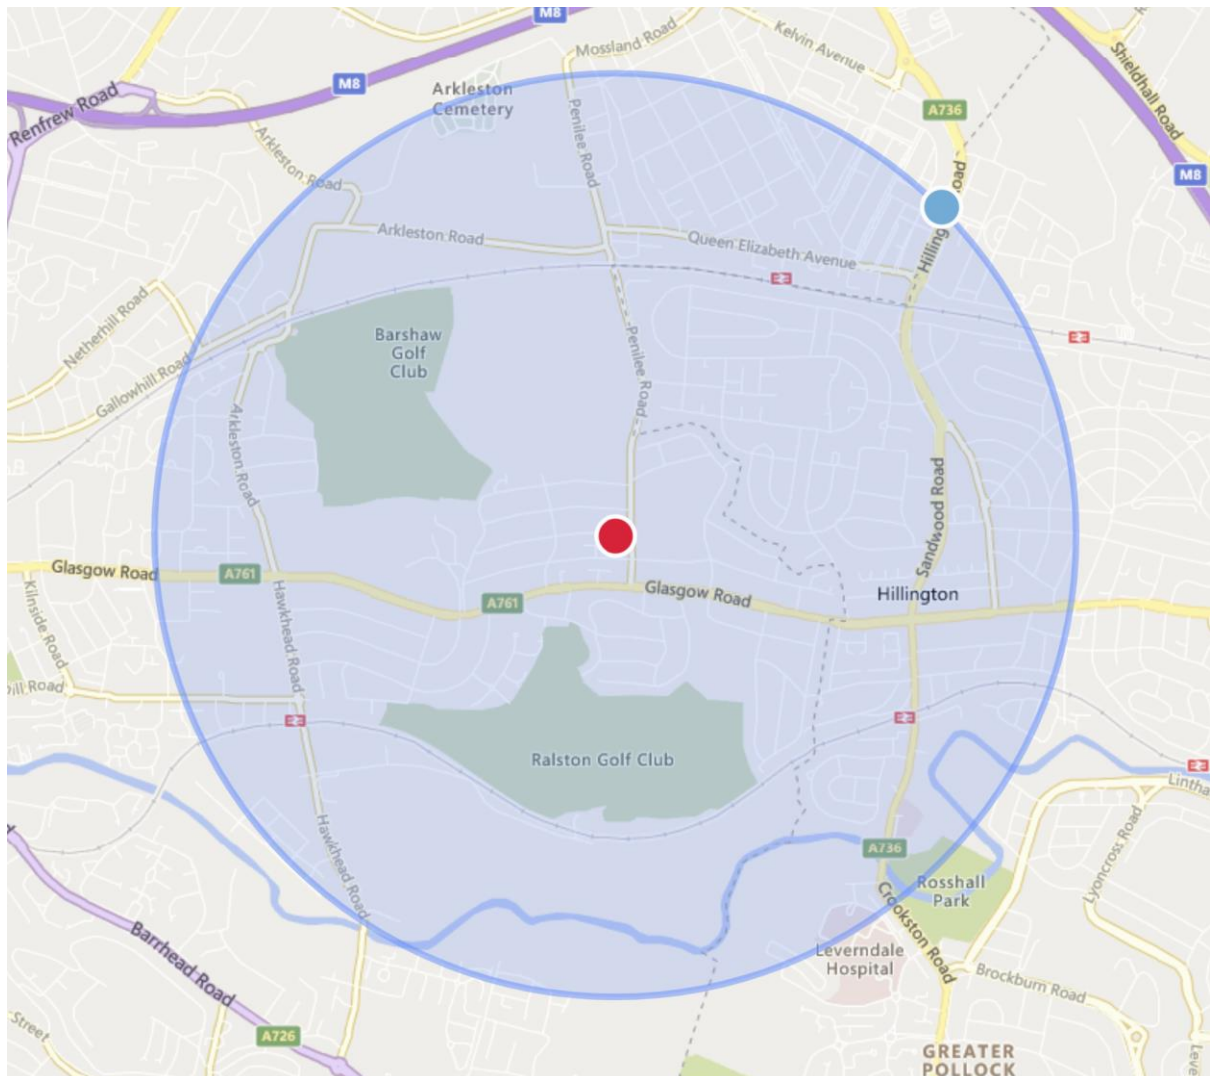 M8
Mossland Road
Kelvin Avenue
Shieldhall Road
M8
Arkleston
Cemetery
A736
Renfrew Road
Penilee Road
Arkleston Road
M8
Arkleston Road
Queen Elizabeth Avenue
Netherhill Road
Barshaw
Golf
Club
Penilee Road
Gallowhill Road
Arkleston Road
Sandwood Road
Glasgow Road
A761
Glasgow Road
A761
Hillington
Kilnside Road
Hawkhead Road
Road
Ralston Golf Club
Lyoncross Road
Hawkhead Road
A736
Rosshall
Park
Crookston Road
Barrhead Road
Leverndale
Hospital
Brockburn Road
Street
A726
GREATER
POLLOCK